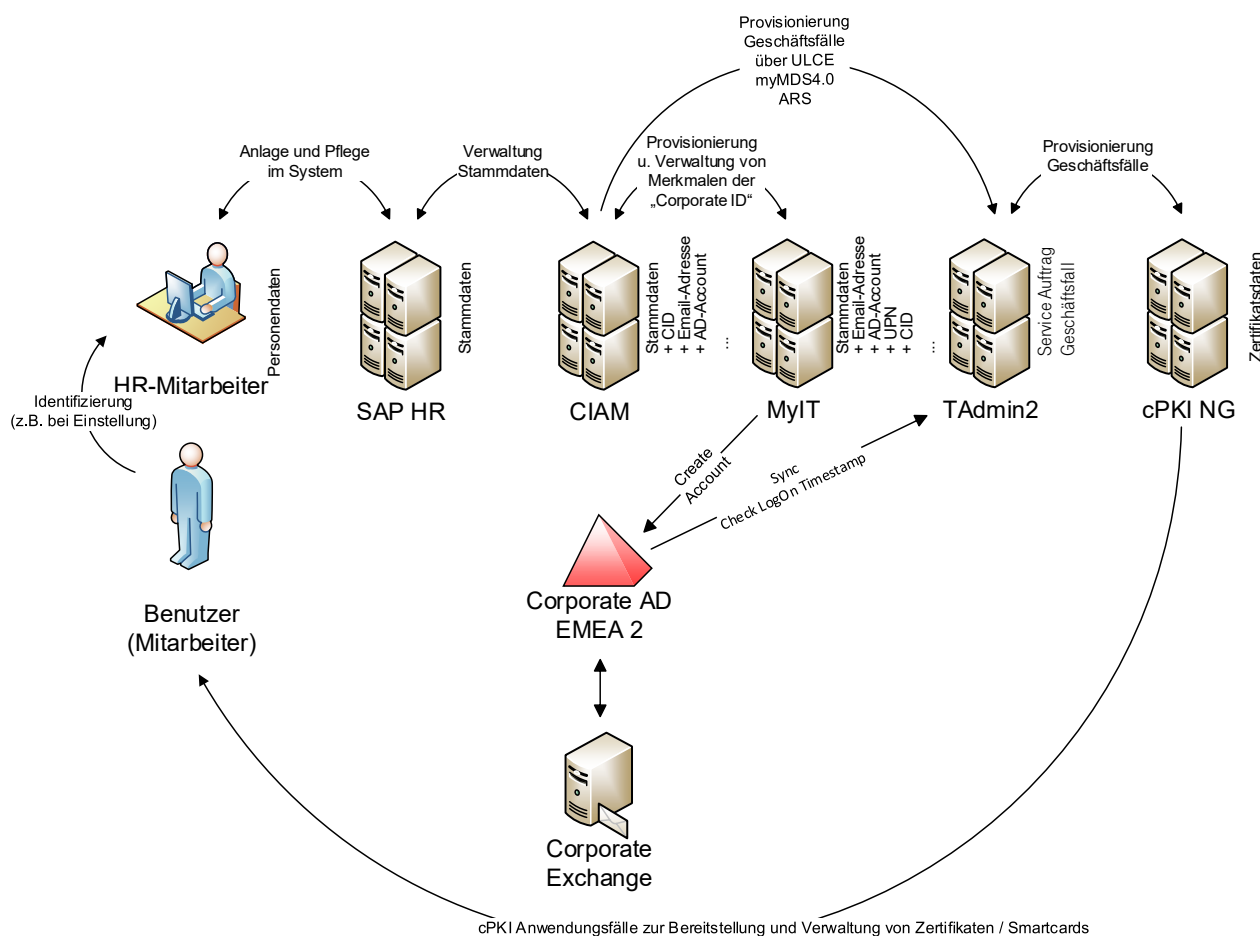 Provisionierung
Geschäftsfälle
über ULCE
myMDS4.0
ARS
Anlage und Pflege
im System
Verwaltung
Stammdaten
Provisionierung
u. Verwaltung von
Merkmalen der
„Corporate ID“
Provisionierung
Geschäftsfälle
Personendaten
Stammdaten
Stammdaten
+ CID
+ Email-Adresse
+ AD-Account
...
Stammdaten
+ Email-Adresse
+ AD-Account
+ UPN
+ CID
...
Service Auftrag
Geschäftsfall
Zertifikatsdaten
HR-Mitarbeiter
SAP HR
CIAM
MyIT
TAdmin2
cPKI NG
Identifizierung
(z.B. bei Einstellung)
Create
Account
Sync
Check LogOn Timestamp
Benutzer
(Mitarbeiter)
Corporate AD
EMEA 2
Corporate
Exchange
cPKI Anwendungsfälle zur Bereitstellung und Verwaltung von Zertifikaten / Smartcards